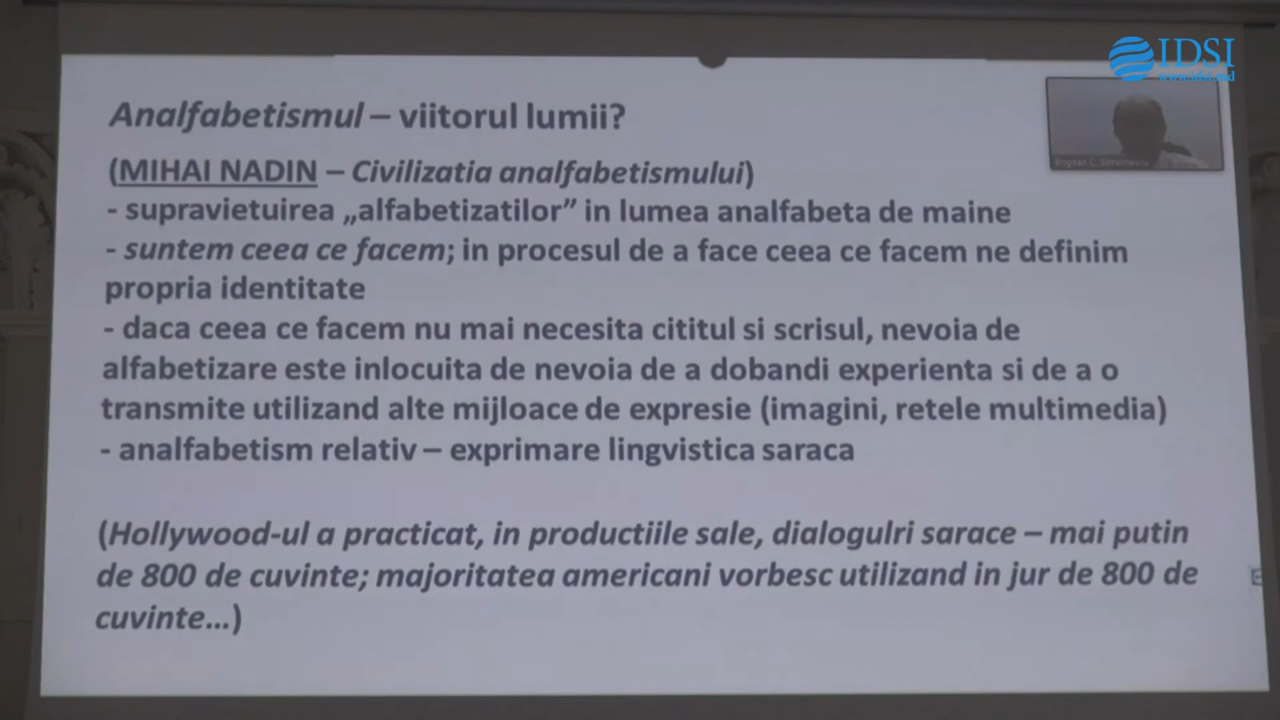 IDSI
www.idsi.md
Analfabetismul – viitorul lumii?
(MIHAI NADIN – Civilizatia analfabetismului)
- supravietuirea „alfabetizatilor” in lumea analfabeta de maine
- suntem ceea ce facem; in procesul de a face ceea ce facem ne definim
propria identitate
- daca ceea ce facem nu mai necesita cititul si scrisul, nevoia de
alfabetizare este inlocuita de nevoia de a dobandi experienta si de a o
transmite utilizand alte mijloace de expresie (imagini, retele multimedia)
- analfabetism relativ – exprimare lingvistica saraca
(Hollywood-ul a practicat, in productiile sale, dialogulri sarace – mai putin
de 800 de cuvinte; majoritatea americani vorbesc utilizand in jur de 800 de
cuvinte...)
Bogdan C.